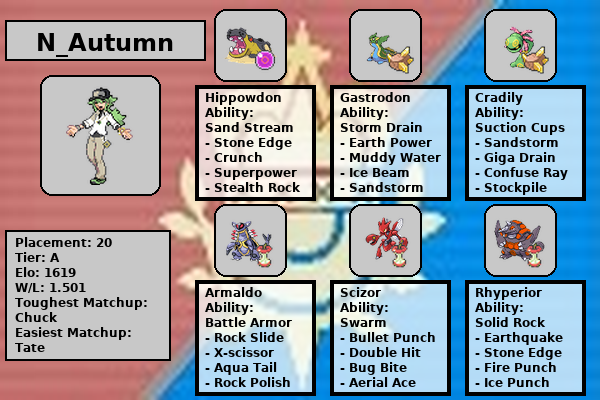 N_Autumn
Hippowdon
Ability:
Sand Stream
- Stone Edge
- Crunch
- Superpower
- Stealth Rock
Gastrodon
Ability:
Storm Drain
- Earth Power
- Muddy Water
- Ice Beam
- Sandstorm
Cradily
Ability:
Suction Cups
- Sandstorm
- Giga Drain
- Confuse Ray
- Stockpile
Placement: 20
Tier: A
Elo: 1619
W/L: 1.501
Toughest Matchup:
Chuck
Easiest Matchup:
Tate
Armaldo
Ability:
Battle Armor
- Rock Slide
- X-scissor
- Aqua Tail
- Rock Polish
Scizor
Ability:
Swarm
- Bullet Punch
- Double Hit
- Bug Bite
- Aerial Ace
Rhyperior
Ability:
Solid Rock
- Earthquake
- Stone Edge
- Fire Punch
- Ice Punch